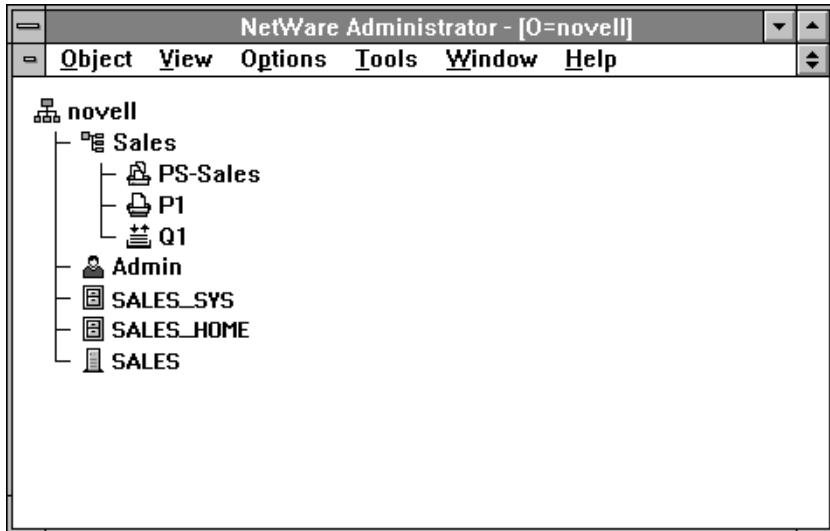 NetWare Administrator - [O=novell]
Object View Options Tools Window Help
novell
Sales
PS-Sales
P1
Q1
Admin
SALES_SYS
SALES_HOME
SALES